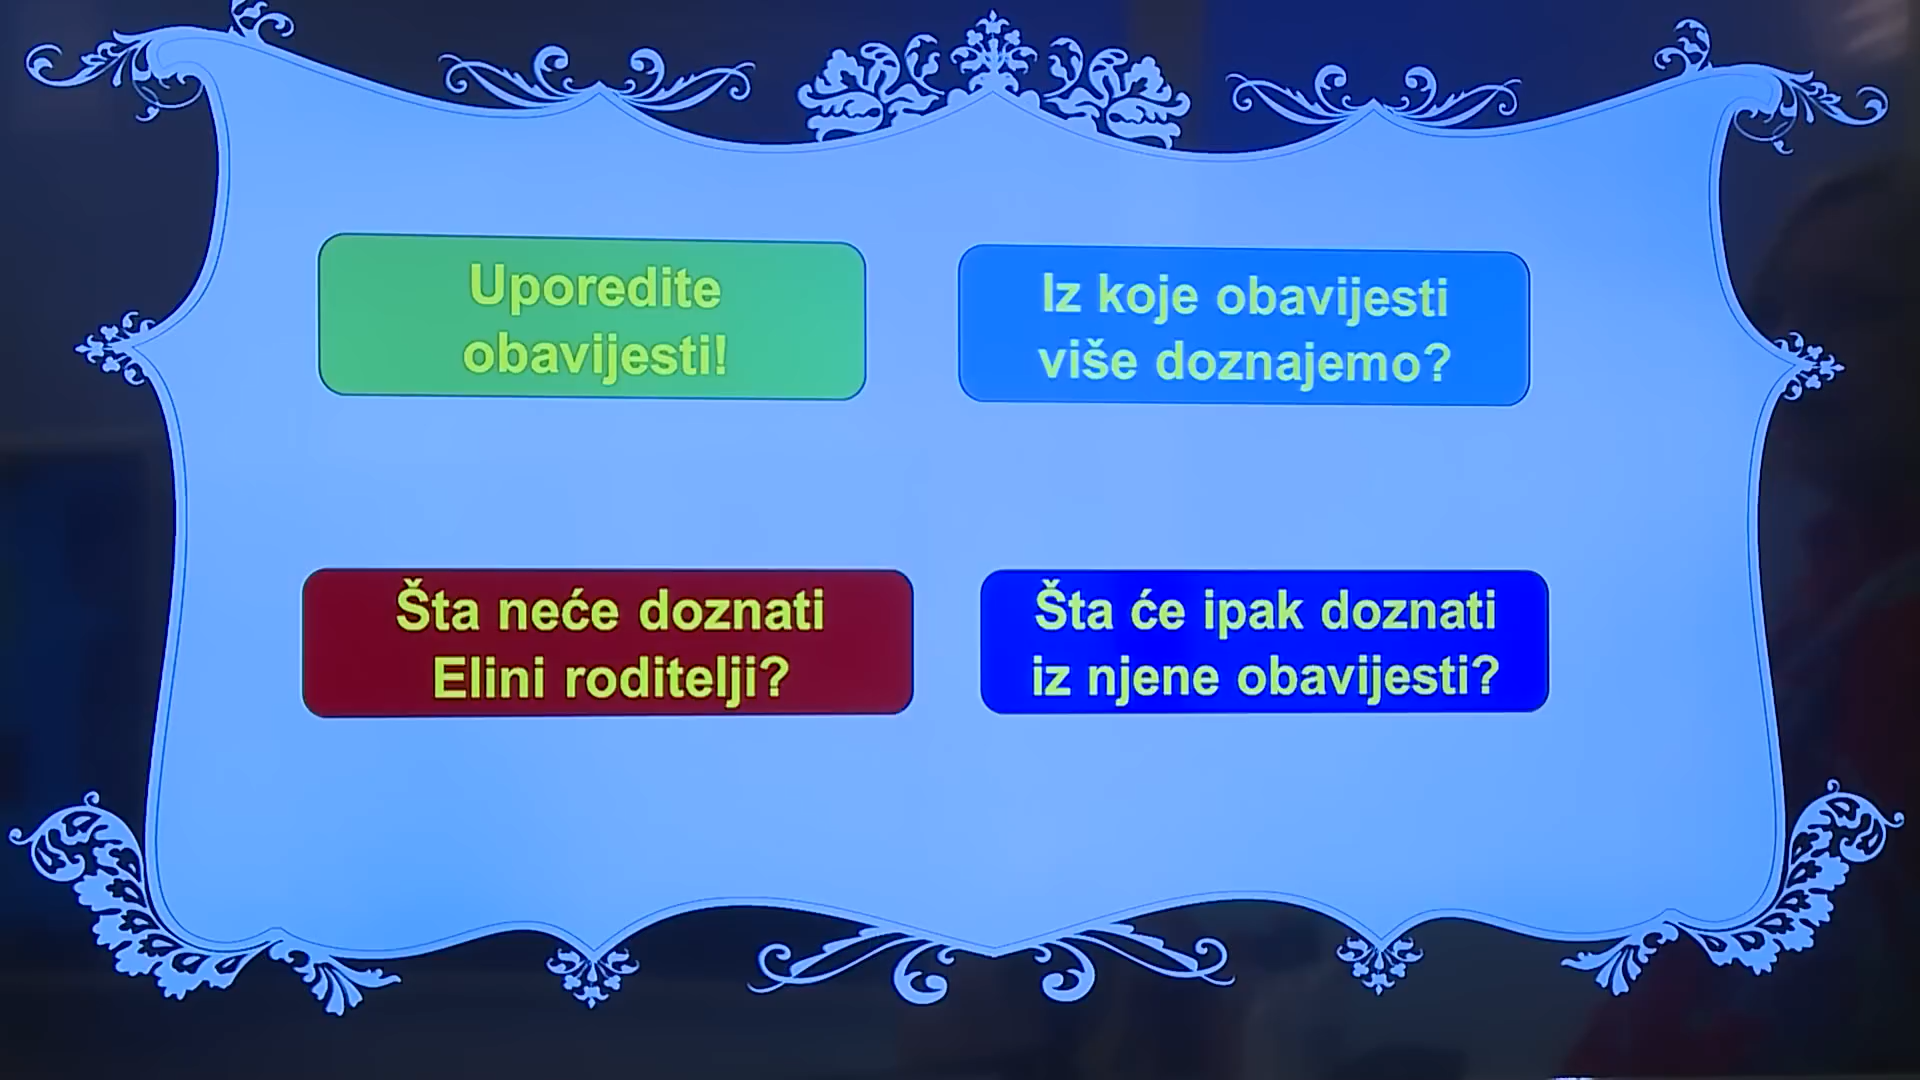 Uporedite
obavijesti!
Iz koje obavijesti
više doznajemo?
Šta neće doznati
Elini roditelji?
Šta će ipak doznati
iz njene obavijesti?